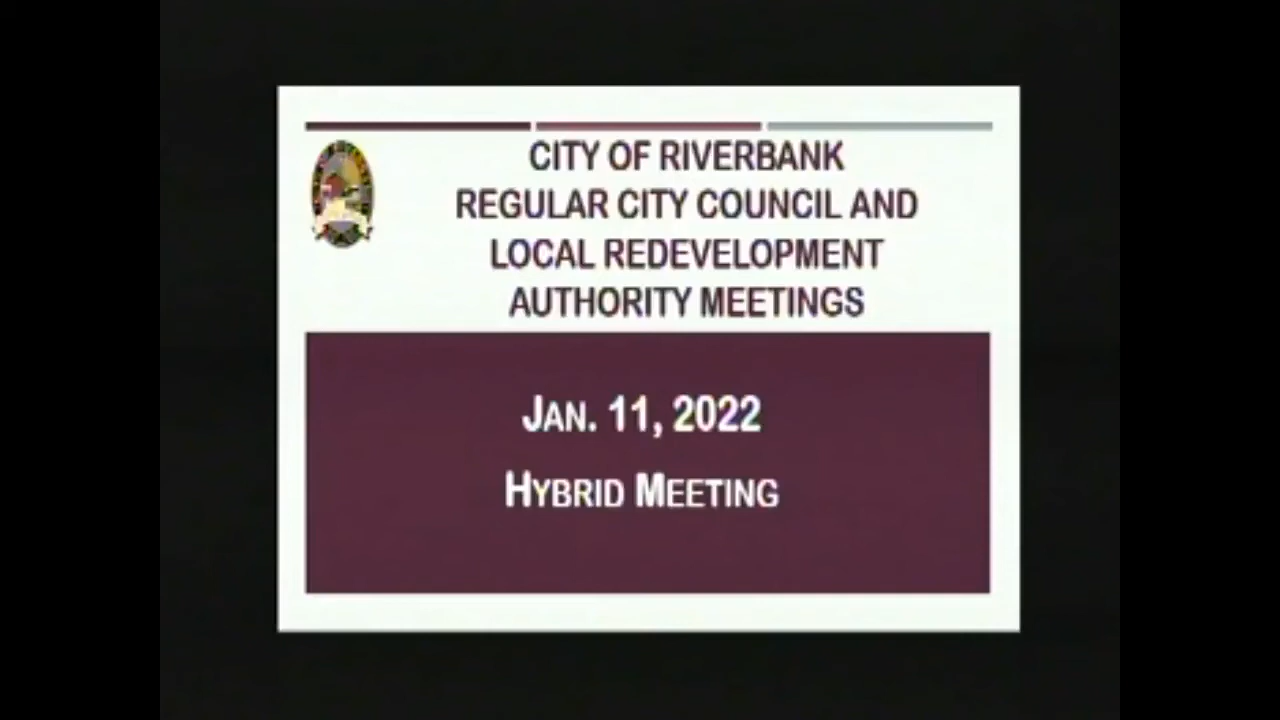 CITY OF RIVERBANK
REGULAR CITY COUNCIL AND
LOCAL REDEVELOPMENT
AUTHORITY MEETINGS
JAN. 11, 2022
HYBRID MEETING